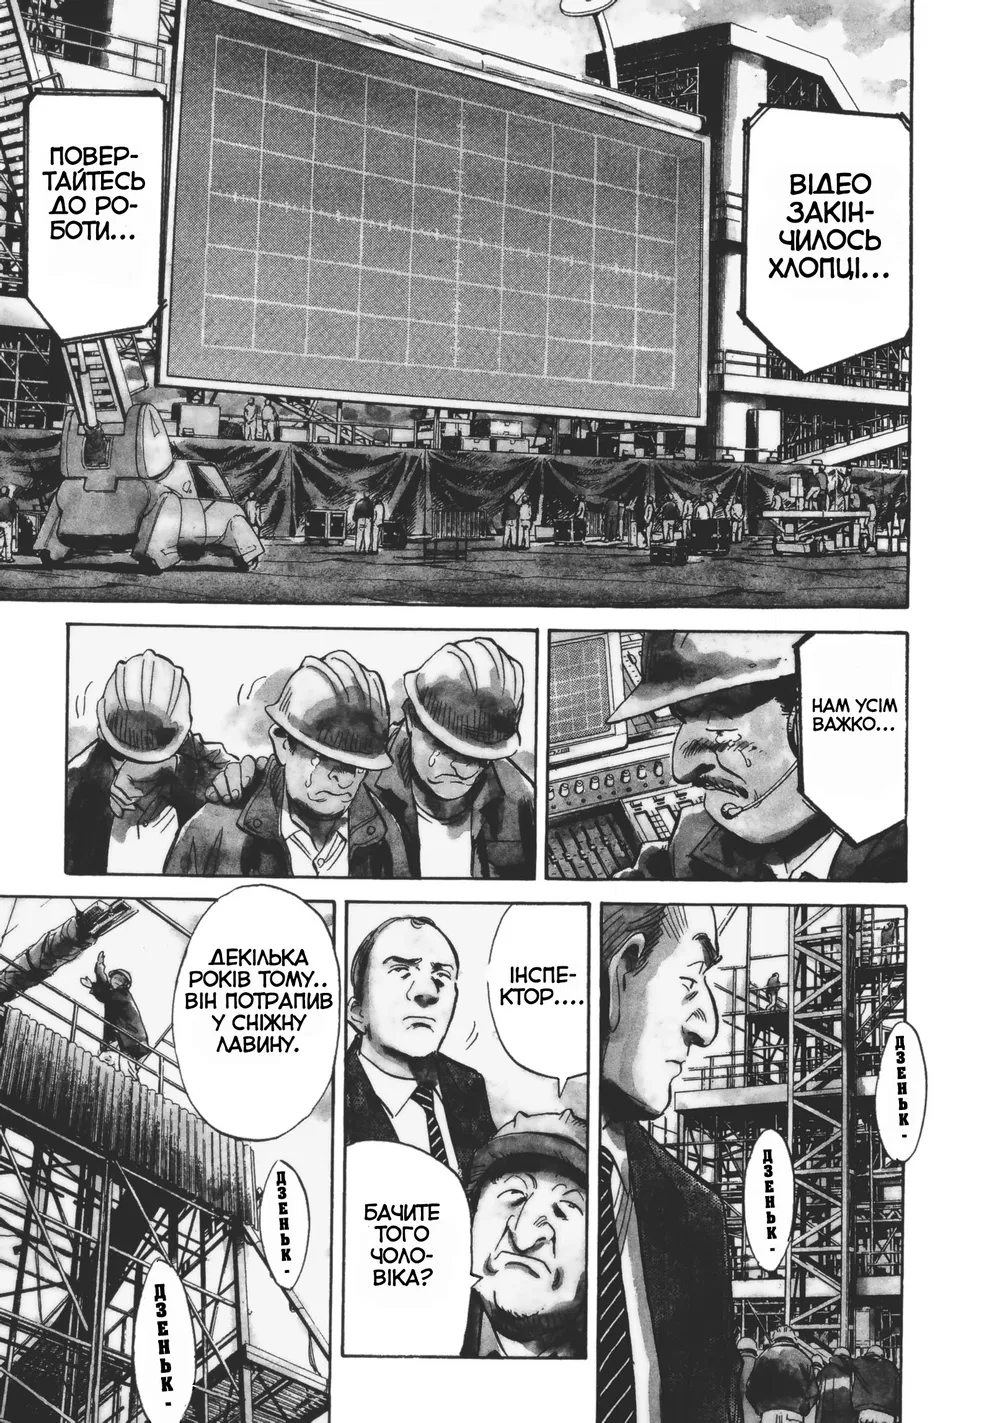 ВІДЕО
ЗАКІН-
ЧИЛОСЬ
ХЛОПЦІ...
ПОВЕР-
ТАЙТЕСЬ
ДО РО-
БОТИ...
НАМ УСІМ
ВАЖКО...
ДЗЕНЬК-
ДЗЕНЬК-
ІНСПЕ-
КТОР....
БАЧИТЕ
ТОГО
ЧОЛО-
ВІКА?
ДЕКІЛЬКА
РОКІВ ТОМУ..
ВІН ПОТРАПИВ
У СНІЖНУ
ЛАВИНУ.
ДЗЕНЬК-
ДЗЕНЬК-